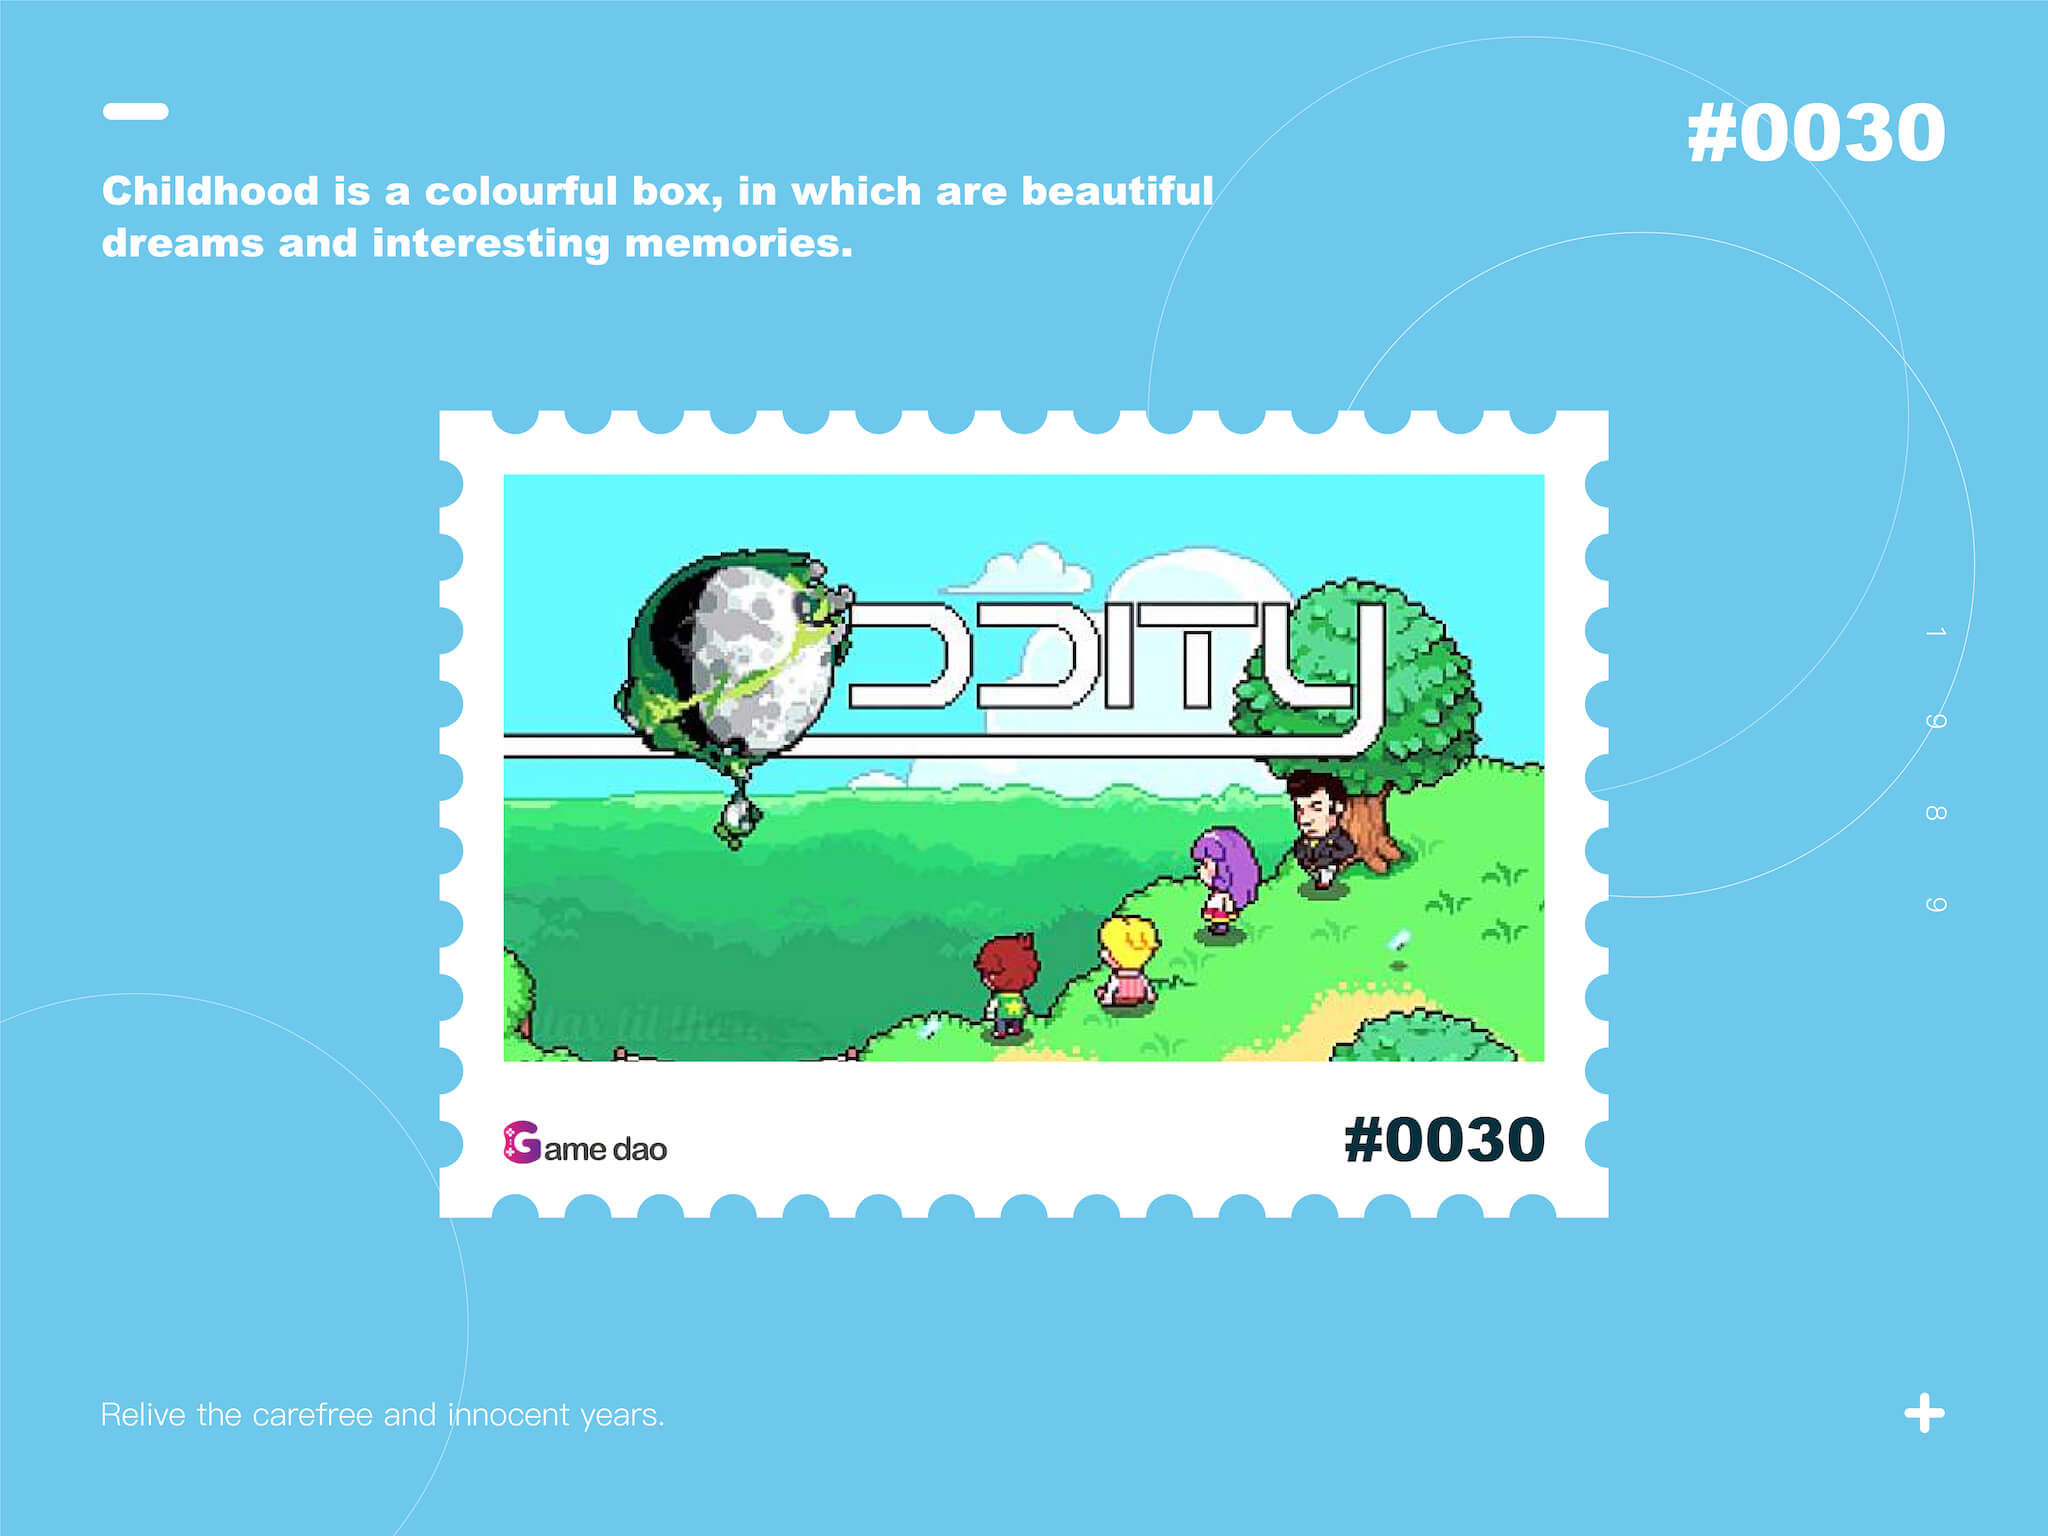 #0030
Childhood is a colourful box, in which are beautiful
dreams and interesting memories.
ODDITY
1
9
8
9
Game dao
#0030
Relive the carefree and innocent years.